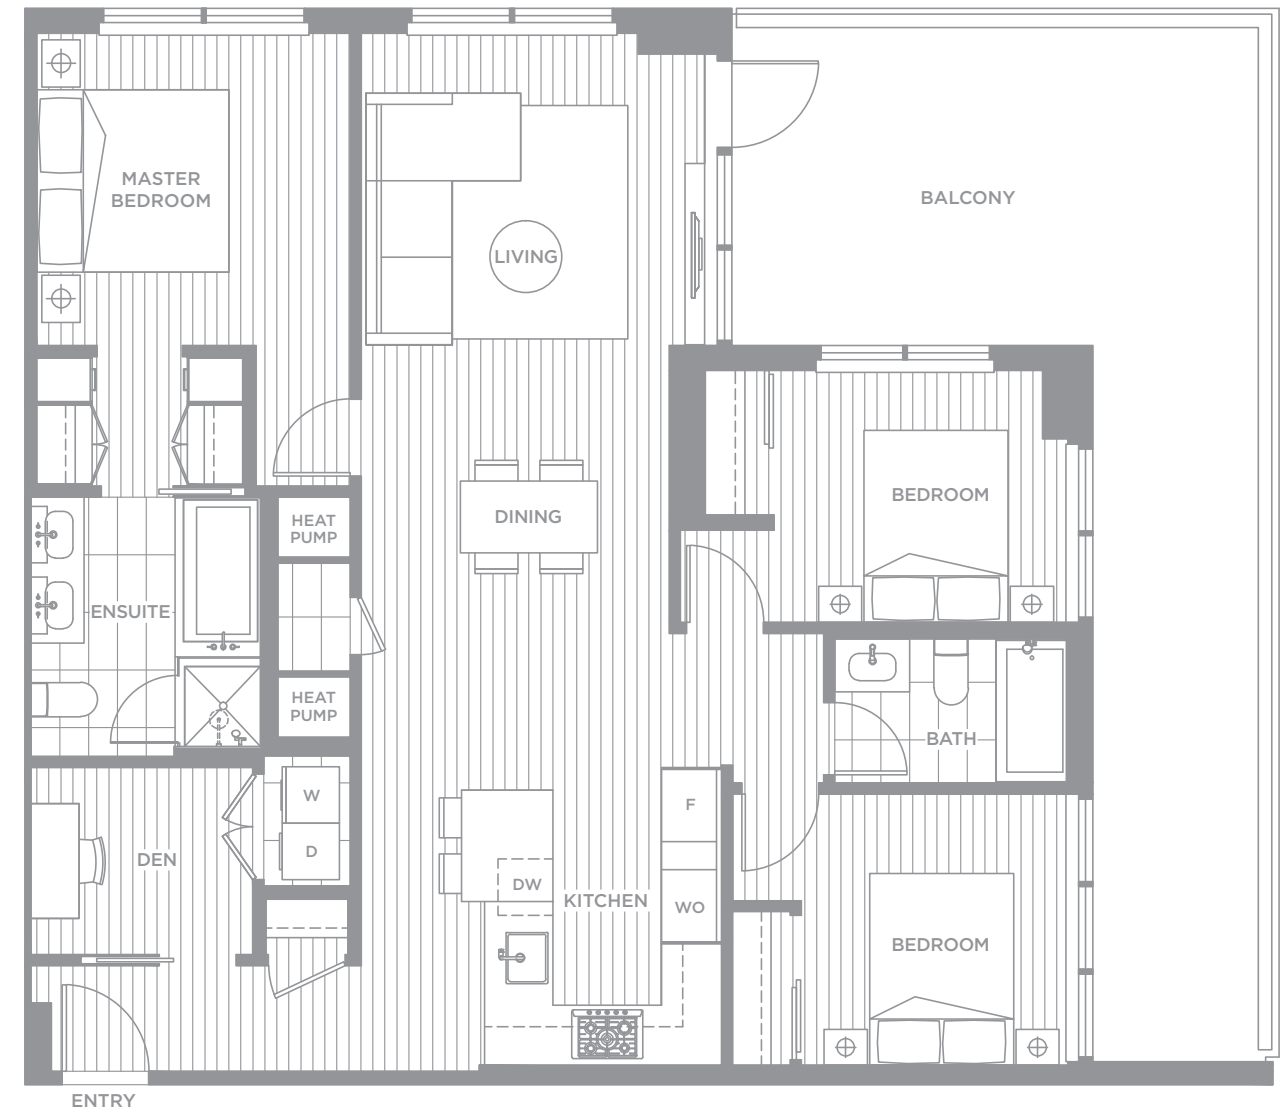 MASTER
BEDROOM
BALCONY
LIVING
BEDROOM
DINING
HEAT
PUMP
ENSUITE
HEAT
PUMP
BATH
W
F
D
DEN
DW
KITCHEN
WO
BEDROOM
ENTRY